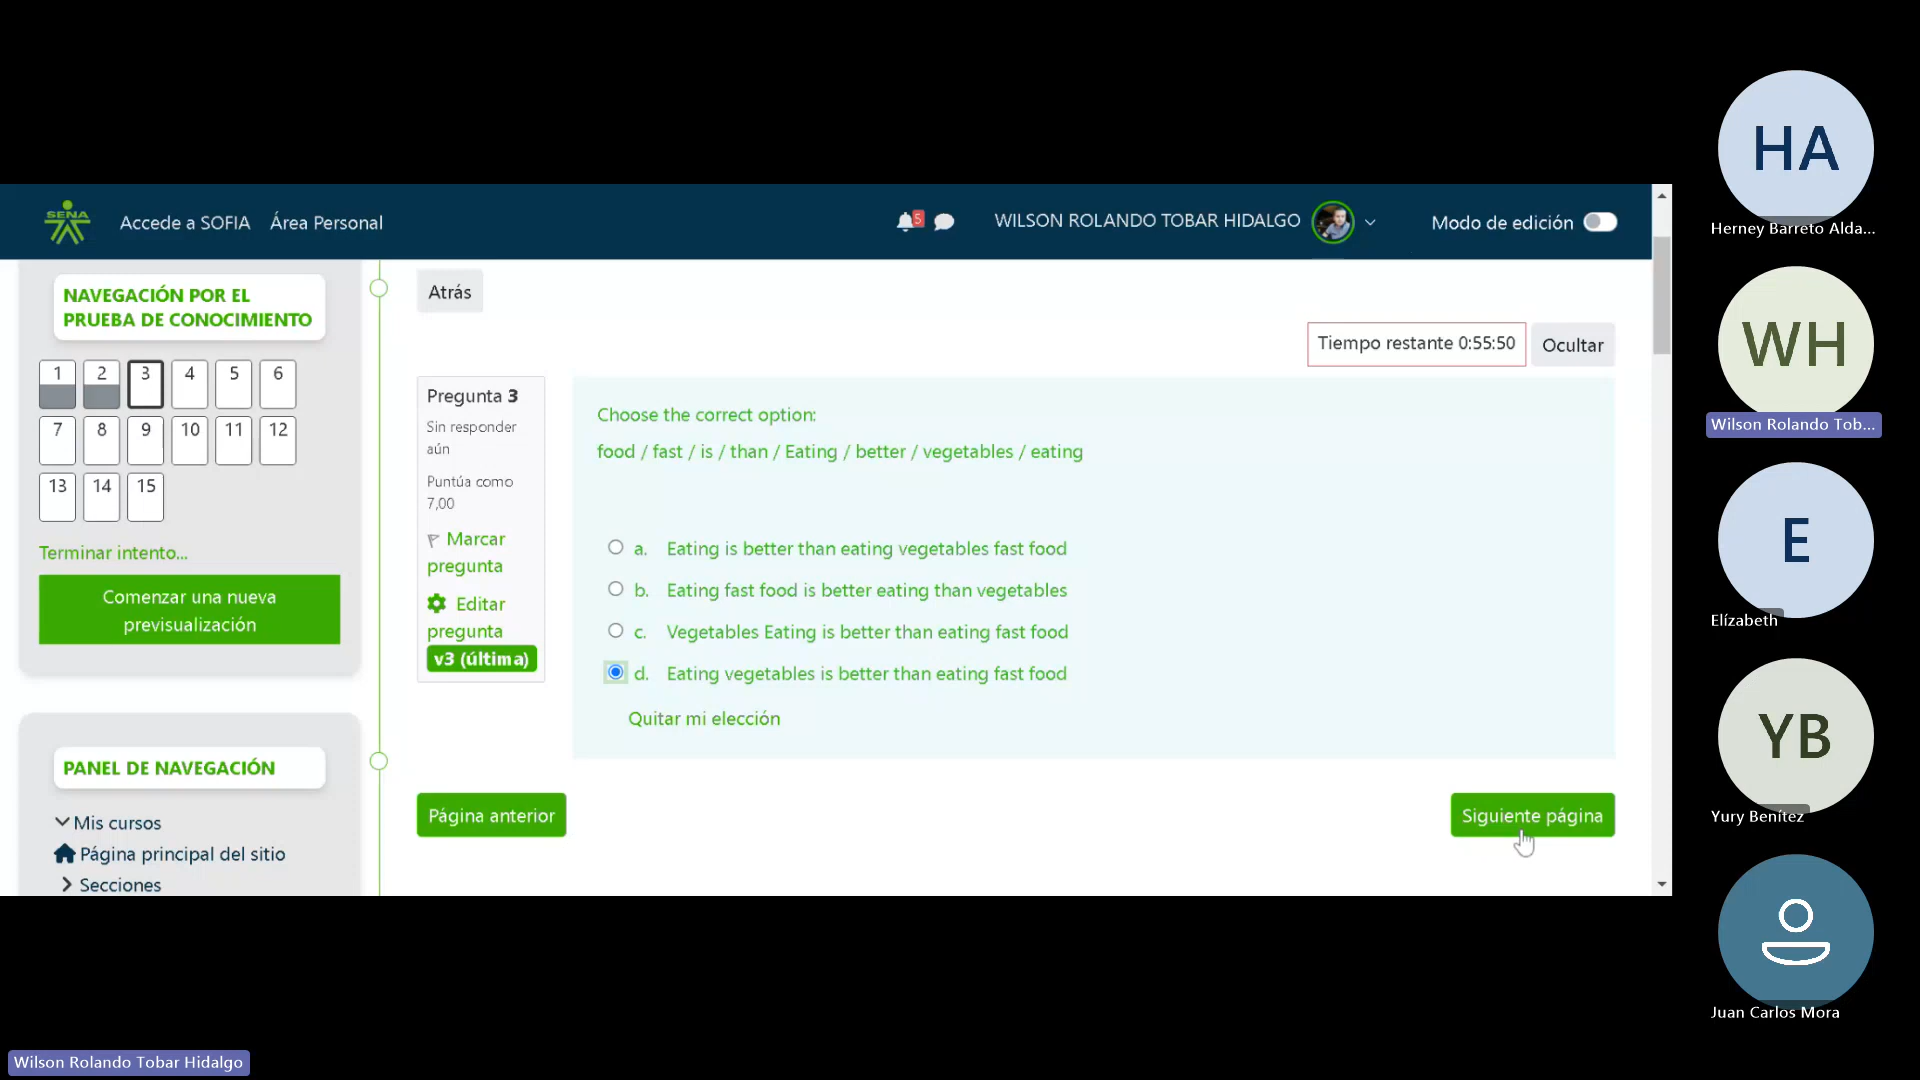 SENA
Accede a SOFIA
Área Personal
5
WILSON ROLANDO TOBAR HIDALGO
Modo de edición
NAVEGACIÓN POR EL
PRUEBA DE CONOCIMIENTO
1 2 3 4 5 6
7 8 9 10 11 12
13 14 15
Terminar intento...
Comenzar una nueva
previsualización
PANEL DE NAVEGACIÓN
Mis cursos
Página principal del sitio
Secciones
Atrás
Tiempo restante 0:55:50
Ocultar
Pregunta 3
Sin responder
aún
Puntúa como
7,00
Marcar
pregunta
Editar
pregunta
v3 (última)
Choose the correct option:
food / fast / is / than / Eating / better / vegetables / eating
a. Eating is better than eating vegetables fast food
b. Eating fast food is better eating than vegetables
c. Vegetables Eating is better than eating fast food
d. Eating vegetables is better than eating fast food
Quitar mi elección
Página anterior
Siguiente página
HA
Herney Barreto Alda...
WH
Wilson Rolando Tob...
E
Elízabeth
YB
Yury Benítez
Juan Carlos Mora
Wilson Rolando Tobar Hidalgo